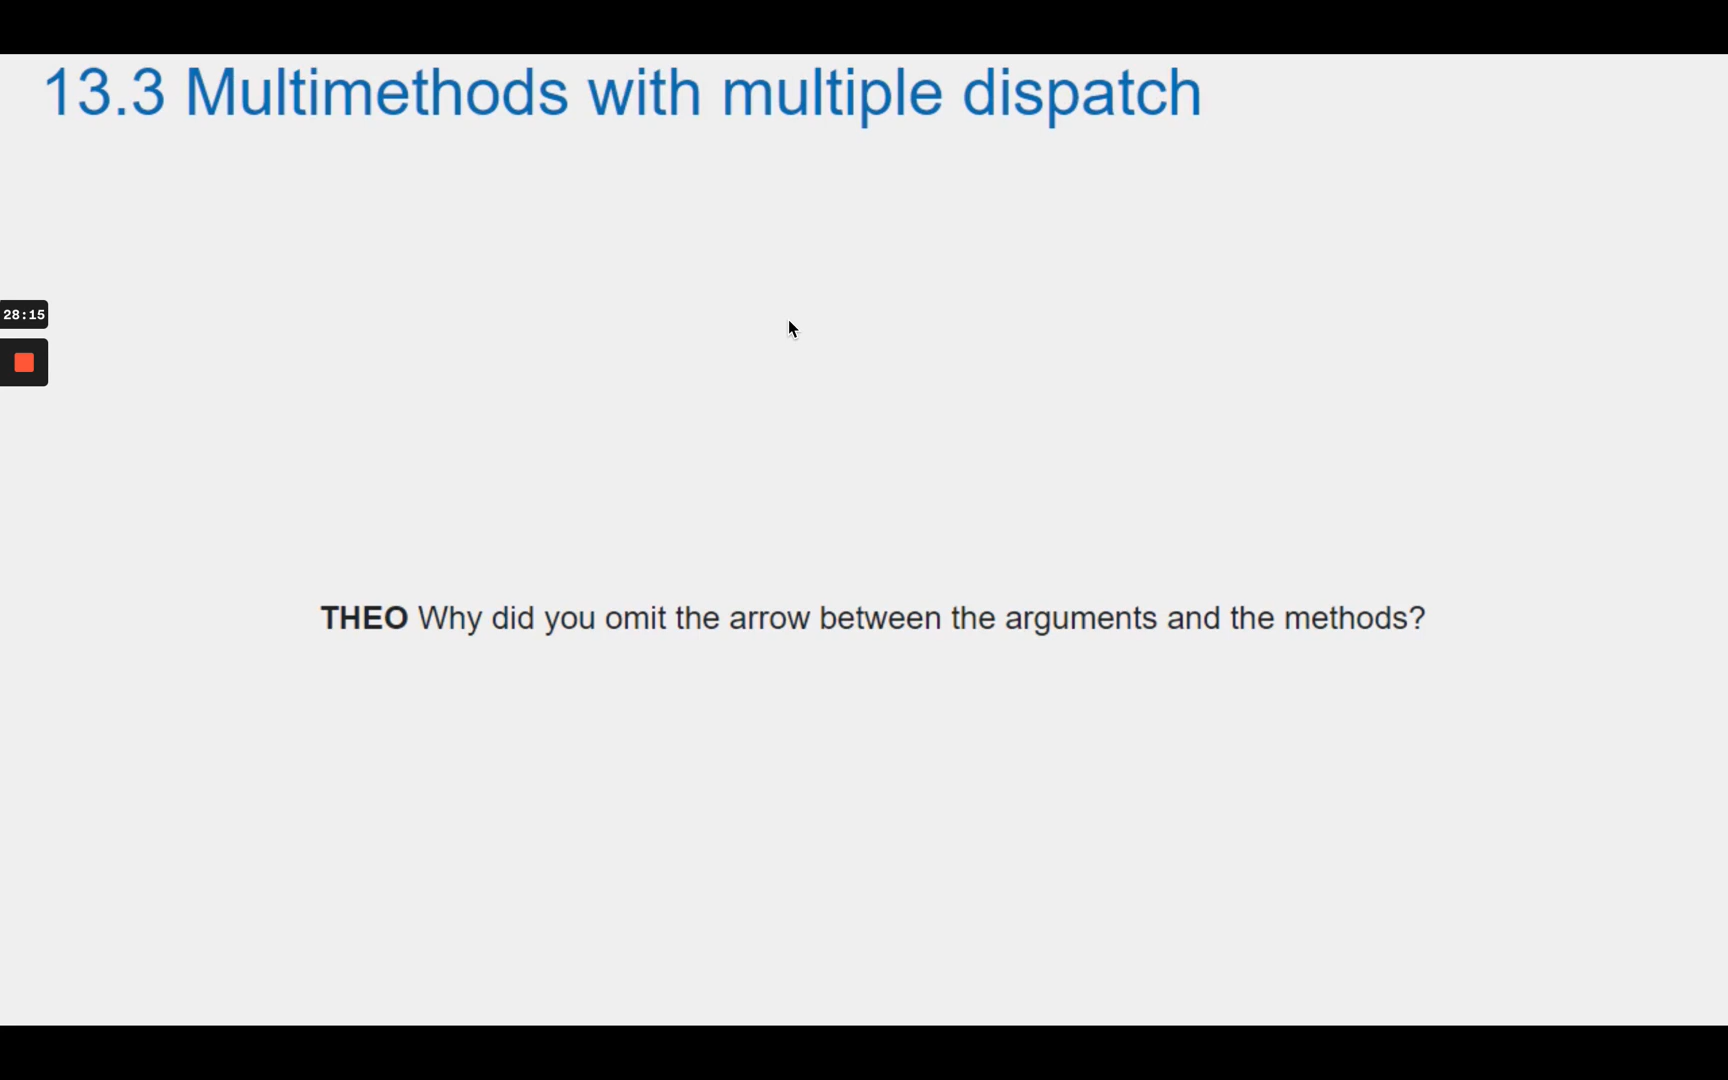 13.3 Multimethods with multiple dispatch
28:15
THEO Why did you omit the arrow between the arguments and the methods?